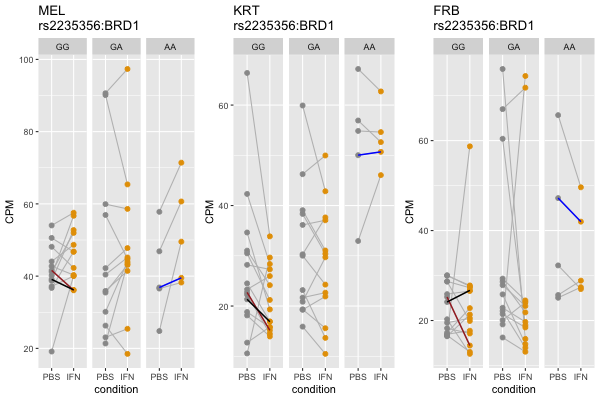 MEL
rs2235356:BRD1
GG GA AA
100
80
60
40
20
CPM
PBS IFN PBS IFN PBS IFN
condition
KRT
rs2235356:BRD1
GG GA AA
60
40
20
CPM
PBS IFN PBS IFN PBS IFN
condition
FRB
rs2235356:BRD1
GG GA AA
60
40
20
CPM
PBS IFN PBS IFN PBS IFN
condition